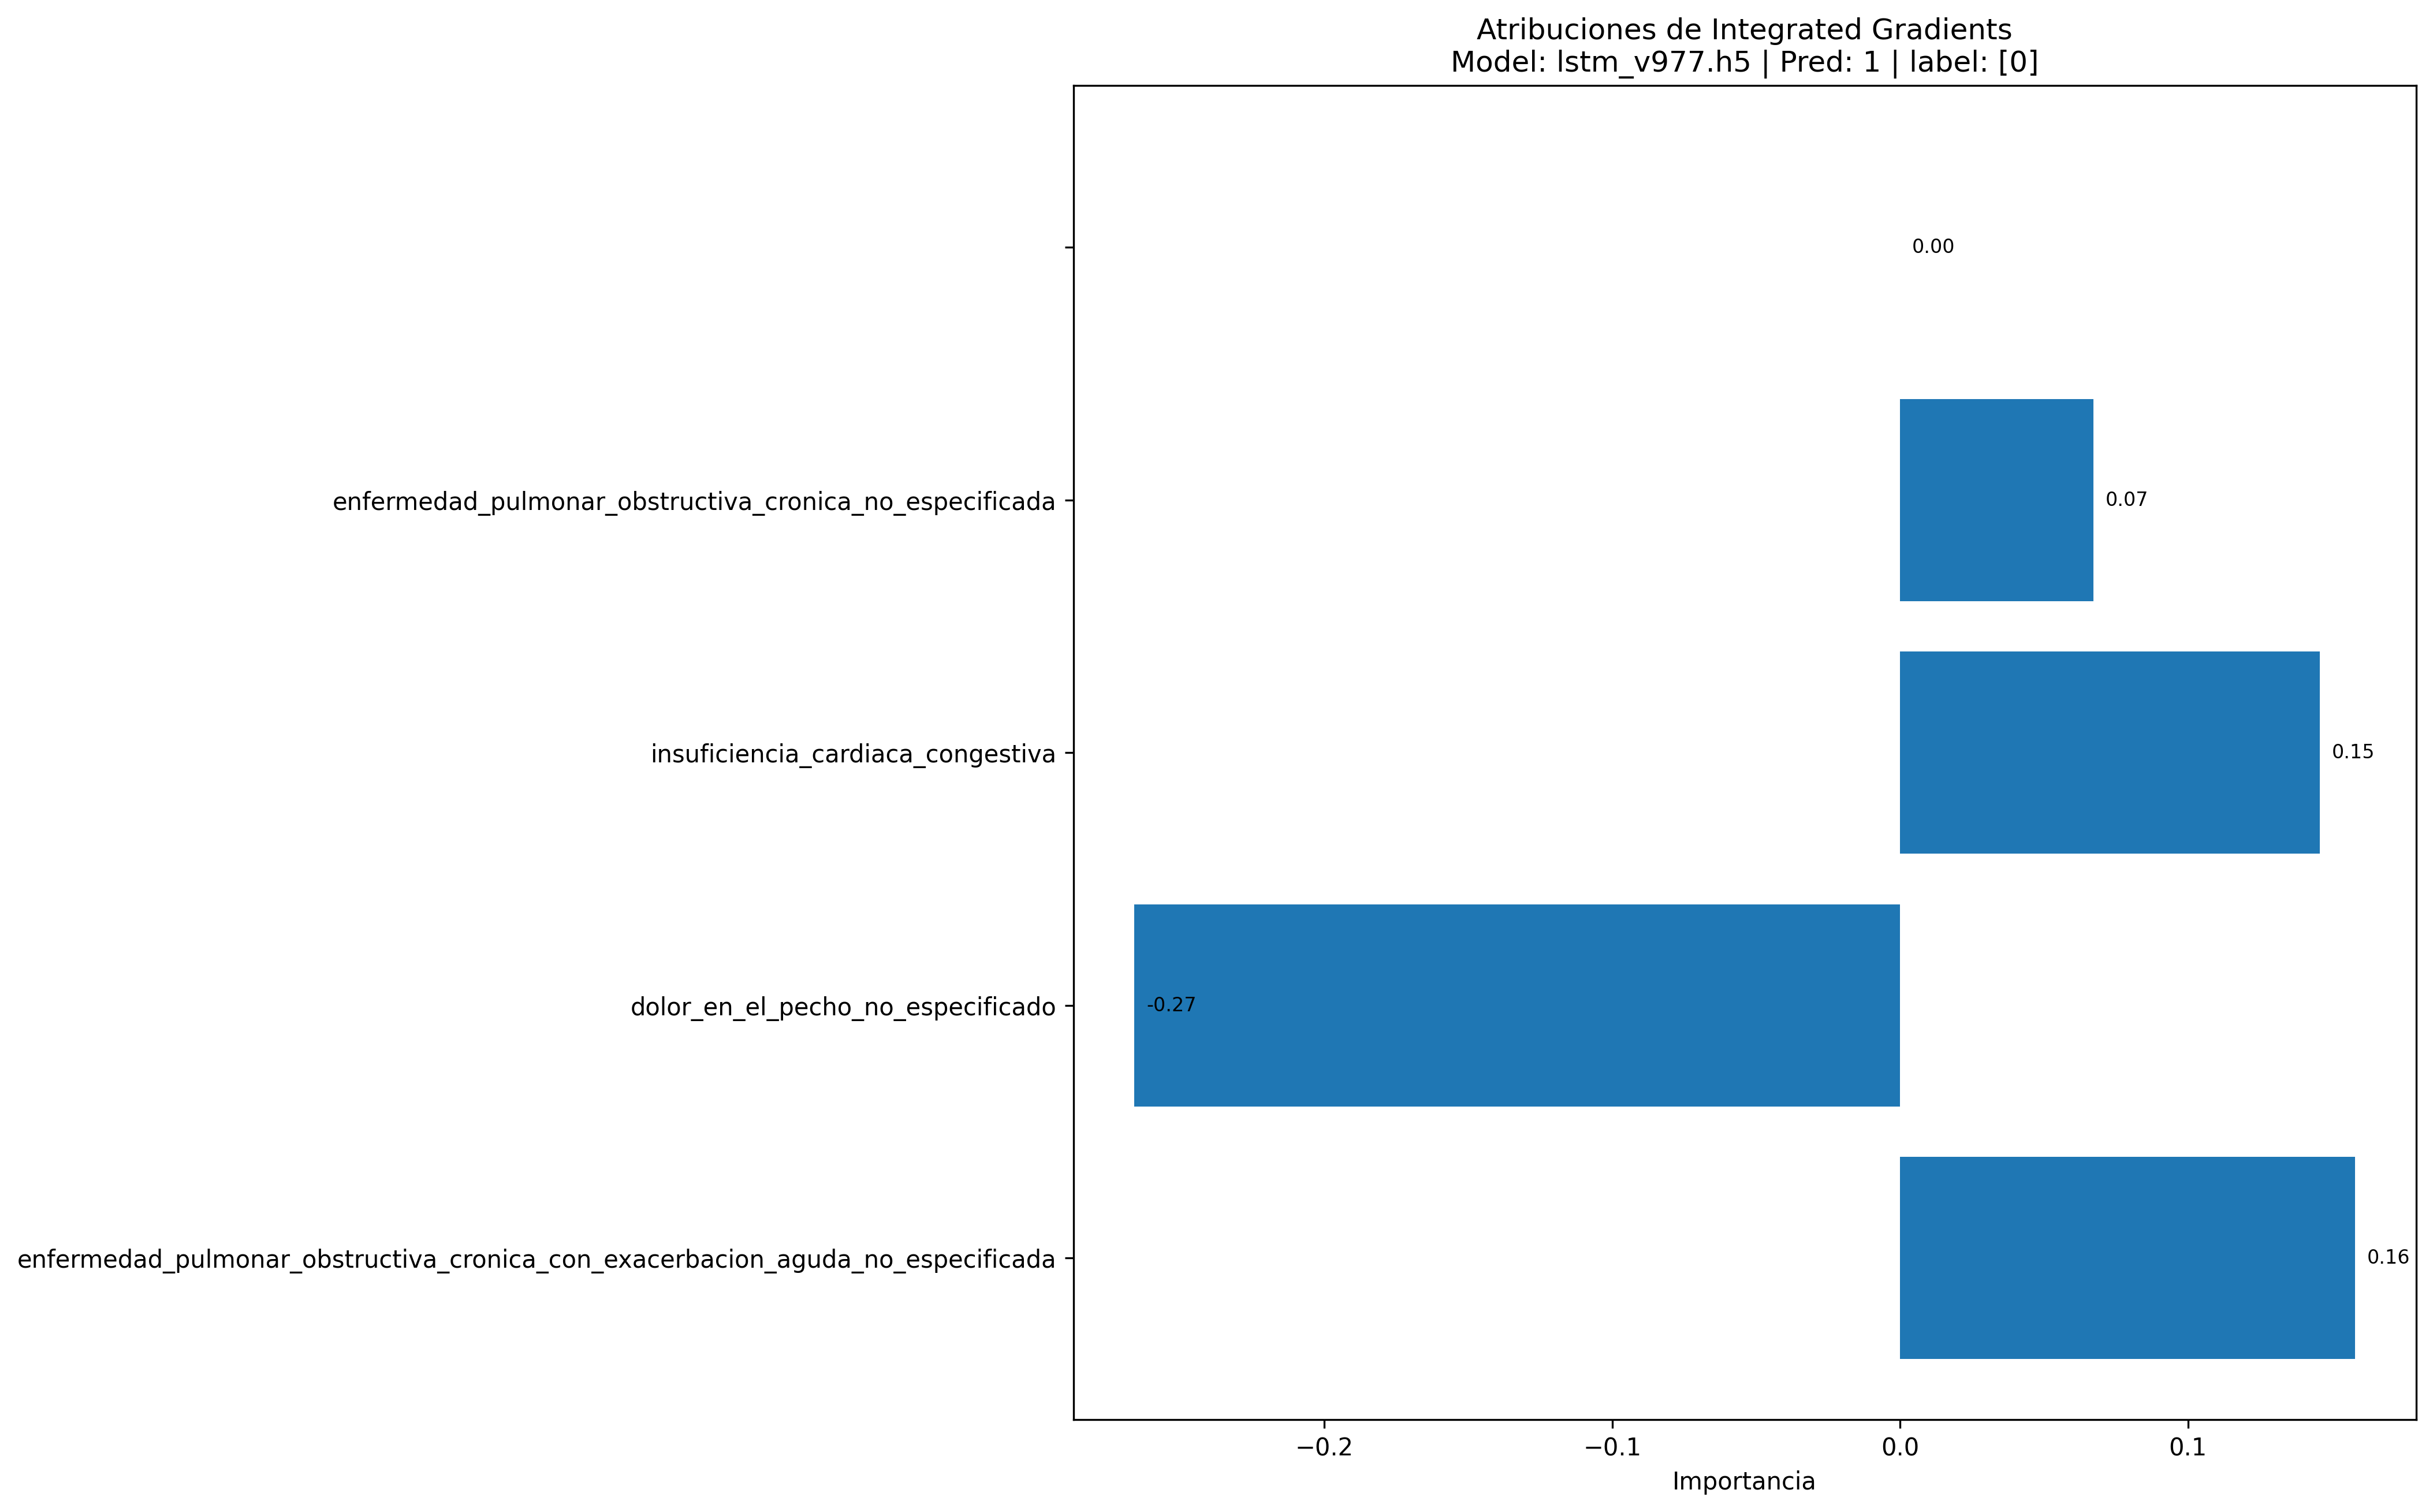 Atribuciones de Integrated Gradients
Model: lstm_v977.h5 | Pred: 1 | label: [0]
0.00
enfermedad_pulmonar_obstructiva_cronica_no_especificada
0.07
insuficiencia_cardiaca_congestiva
0.15
dolor_en_el_pecho_no_especificado
-0.27
enfermedad_pulmonar_obstructiva_cronica_con_exacerbacion_aguda_no_especificada
0.16
−0.2
−0.1
0.0
0.1
Importancia